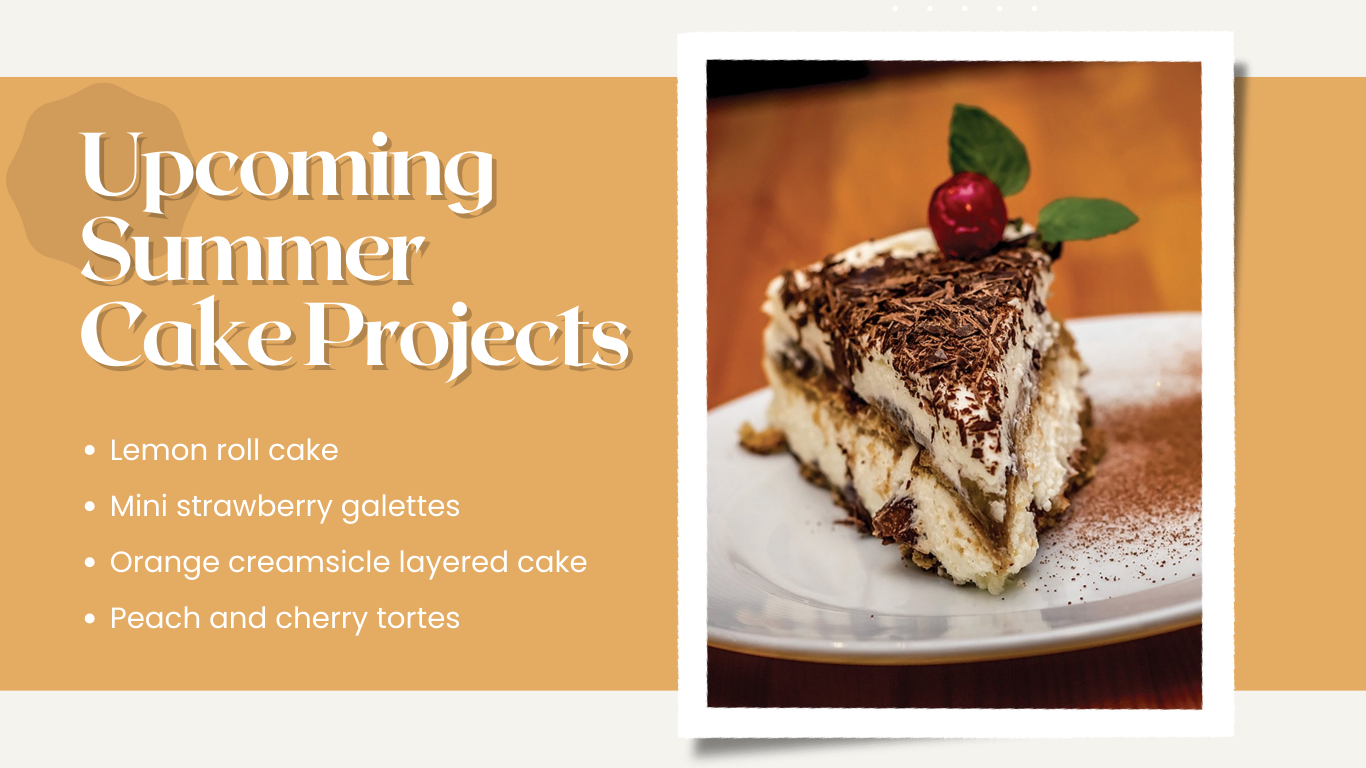 Upcoming
Summer
Cake Projects
• Lemon roll cake
• Mini strawberry galettes
• Orange creamsicle layered cake
• Peach and cherry tortes